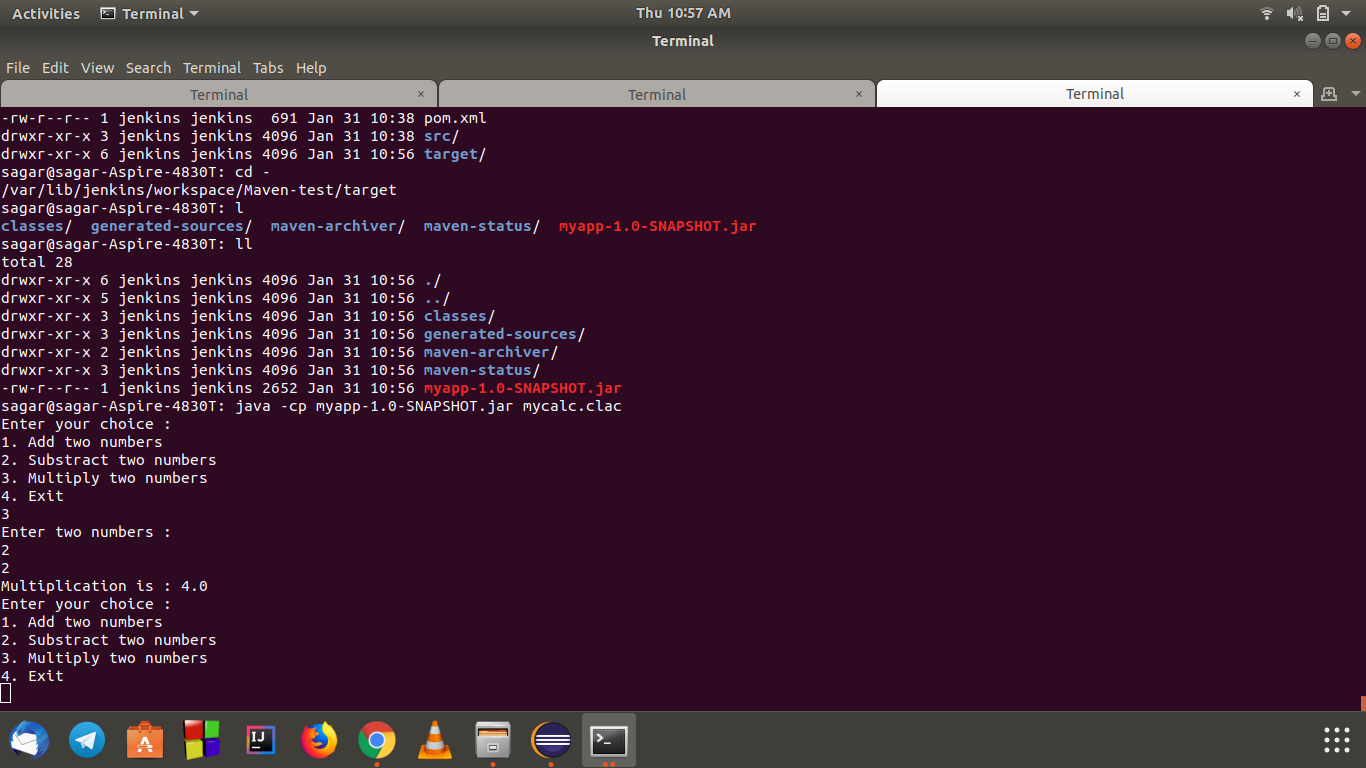 Activities Terminal Thu 10:57 AM
Terminal
File Edit View Search Terminal Tabs Help
Terminal × Terminal × Terminal ×
-rw-r--r-- 1 jenkins jenkins  691 Jan 31 10:38 pom.xml
drwxr-xr-x 3 jenkins jenkins 4096 Jan 31 10:38 src/
drwxr-xr-x 6 jenkins jenkins 4096 Jan 31 10:56 target/
sagar@sagar-Aspire-4830T: cd -
/var/lib/jenkins/workspace/Maven-test/target
sagar@sagar-Aspire-4830T: l
classes/  generated-sources/  maven-archiver/  maven-status/  myapp-1.0-SNAPSHOT.jar
sagar@sagar-Aspire-4830T: ll
total 28
drwxr-xr-x 6 jenkins jenkins 4096 Jan 31 10:56 ./
drwxr-xr-x 5 jenkins jenkins 4096 Jan 31 10:56 ../
drwxr-xr-x 3 jenkins jenkins 4096 Jan 31 10:56 classes/
drwxr-xr-x 3 jenkins jenkins 4096 Jan 31 10:56 generated-sources/
drwxr-xr-x 2 jenkins jenkins 4096 Jan 31 10:56 maven-archiver/
drwxr-xr-x 3 jenkins jenkins 4096 Jan 31 10:56 maven-status/
-rw-r--r-- 1 jenkins jenkins 2652 Jan 31 10:56 myapp-1.0-SNAPSHOT.jar
sagar@sagar-Aspire-4830T: java -cp myapp-1.0-SNAPSHOT.jar mycalc.clac
Enter your choice :
1. Add two numbers
2. Substract two numbers
3. Multiply two numbers
4. Exit
3
Enter two numbers :
2
2
Multiplication is : 4.0
Enter your choice :
1. Add two numbers
2. Substract two numbers
3. Multiply two numbers
4. Exit
A IJ >_